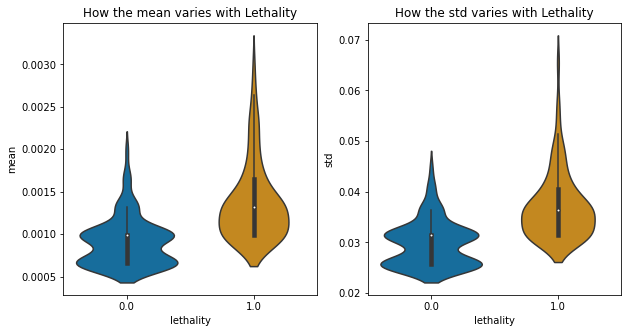 How the mean varies with Lethality
mean
0.0030
0.0025
0.0020
0.0015
0.0010
0.0005
0.0
1.0
lethality
How the std varies with Lethality
std
0.07
0.06
0.05
0.04
0.03
0.02
0.0
1.0
lethality